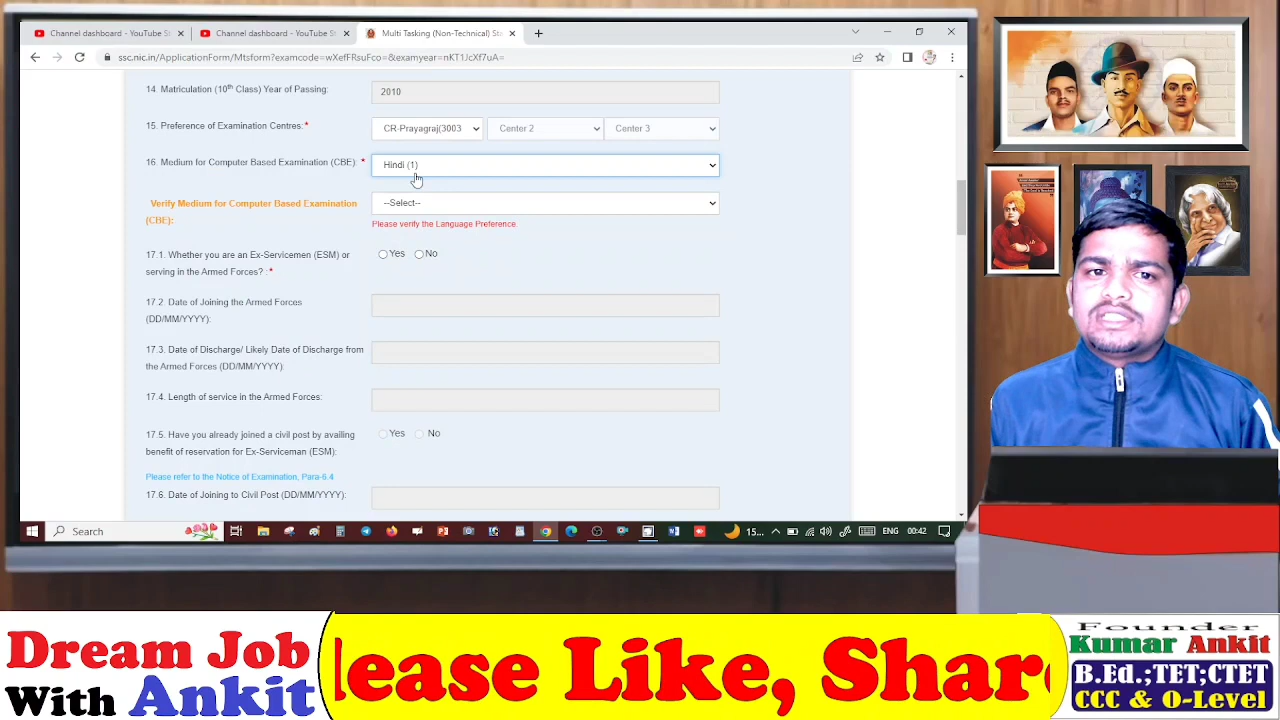 Channel dashboard - YouTube St
Channel dashboard - YouTube St
Multi Tasking (Non-Technical) St
ssc.nic.in/ApplicationFormsMtsform?examcode=wXefFRsuFco=&examyear=nKT1JcXf7uA=
14 Matriculation (10th Class) Year of Passing:
2010
15. Preference of Examination Centres:*
CR-Prayagraj(3003
Center 2
Center 3
16. Medium for Computer Based Examination (CBE): *
Hindi (1)
Verify Medium for Computer Based Examination
(CBE):
--Select--
Please verify the Language Preference.
17.1. Whether you are an Ex-Servicemen (ESM) or
serving in the Armed Forces? : *
Yes No
17.2. Date of Joining the Armed Forces
(DD/MM/YYYY):
17.3. Date of Discharge/ Likely Date of Discharge from
the Armed Forces (DD/MM/YYYY):
17.4. Length of service in the Armed Forces:
17.5. Have you already joined a civil post by availing
benefit of reservation for Ex-Serviceman (ESM):
Yes No
Please refer to the Notice of Examination, Para-6.4
17.6. Date of Joining to Civil Post (DD/MM/YYYY):
Search
15...
ENG
00:42
Dream Job
With Ankit
lease Like, Share
Founder
Kumar Ankit
B.Ed.;TET;CTET
CCC & O-Level